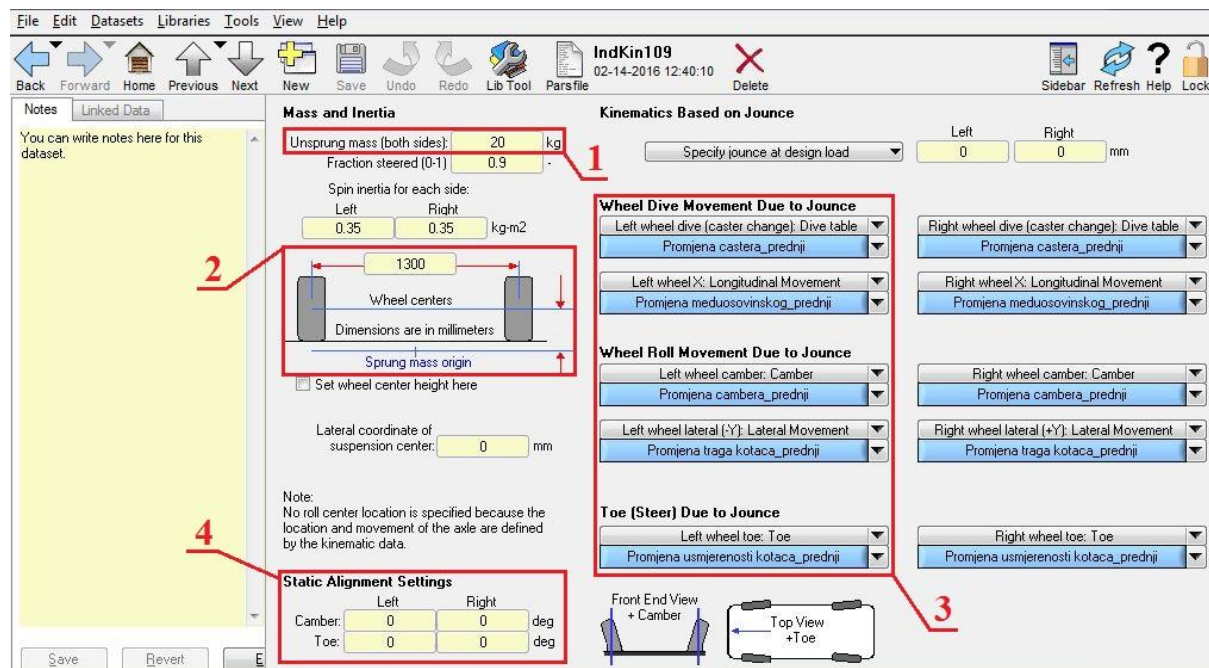 File Edit Datasets Libraries Tools View Help
IndKin109
02-14-2016 12:40:10
Back Forward Home Previous Next New Save Undo Redo Lib Tool Parsfile Delete Sidebar Refresh Help Lock
Notes Linked Data
You can write notes here for this
dataset.
Save Revert E
Mass and Inertia
Unsprung mass (both sides): 20 kg
1
Fraction steered (0-1) 0.9 -
Spin inertia for each side:
Left Right
0.35 0.35 kg-m2
2
1300
Wheel centers
Dimensions are in millimeters
Sprung mass origin
Set wheel center height here
Lateral coordinate of
suspension center: 0 mm
Note:
No roll center location is specified because the
location and movement of the axle are defined
by the kinematic data.
4
Static Alignment Settings
Left Right
Camber: 0 0 deg
Toe: 0 0 deg
Kinematics Based on Jounce
Left Right
Specify jounce at design load 0 0 mm
Wheel Dive Movement Due to Jounce
Left wheel dive (caster change): Dive table Right wheel dive (caster change): Dive table
Promjena castera_prednji Promjena castera_prednji
Left wheel X: Longitudinal Movement Right wheel X: Longitudinal Movement
Promjena meduosovinskog_prednji Promjena meduosovinskog_prednji
Wheel Roll Movement Due to Jounce
Left wheel camber: Camber Right wheel camber: Camber
Promjena cambera_prednji Promjena cambera_prednji
Left wheel lateral (-Y): Lateral Movement Right wheel lateral (+Y): Lateral Movement
Promjena traga kotaca_prednji Promjena traga kotaca_prednji
Toe (Steer) Due to Jounce
Left wheel toe: Toe Right wheel toe: Toe
Promjena usmjerenosti kotaca_prednji Promjena usmjerenosti kotaca_prednji
3
Front End View
+ Camber
Top View
+Toe